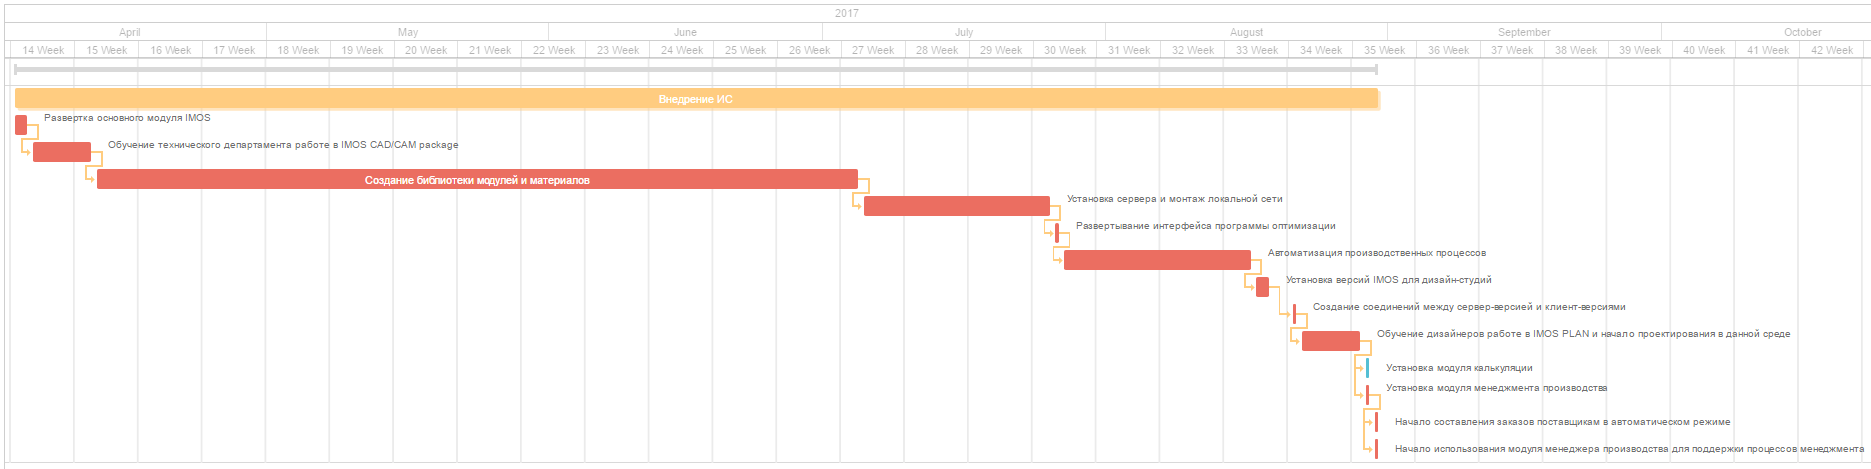 2017
April May June July August September October
14 Week 15 Week 16 Week 17 Week 18 Week 19 Week 20 Week 21 Week 22 Week 23 Week 24 Week 25 Week 26 Week 27 Week 28 Week 29 Week 30 Week 31 Week 32 Week 33 Week 34 Week 35 Week 36 Week 37 Week 38 Week 39 Week 40 Week 41 Week 42 Week
Внедрение ИС
Развертка основного модуля IMOS
Обучение технического департамента работе в IMOS CAD/CAM package
Создание библиотеки модулей и материалов
Установка сервера и монтаж локальной сети
Развертывание интерфейса программы оптимизации
Автоматизация производственных процессов
Установка версий IMOS для дизайн-студий
Создание соединений между сервер-версией и клиент-версиями
Обучение дизайнеров работе в IMOS PLAN и начало проектирования в данной среде
Установка модуля калькуляции
Установка модуля менеджмента производства
Начало составления заказов поставщикам в автоматическом режиме
Начало использования модуля менеджера производства для поддержки процессов менеджмента